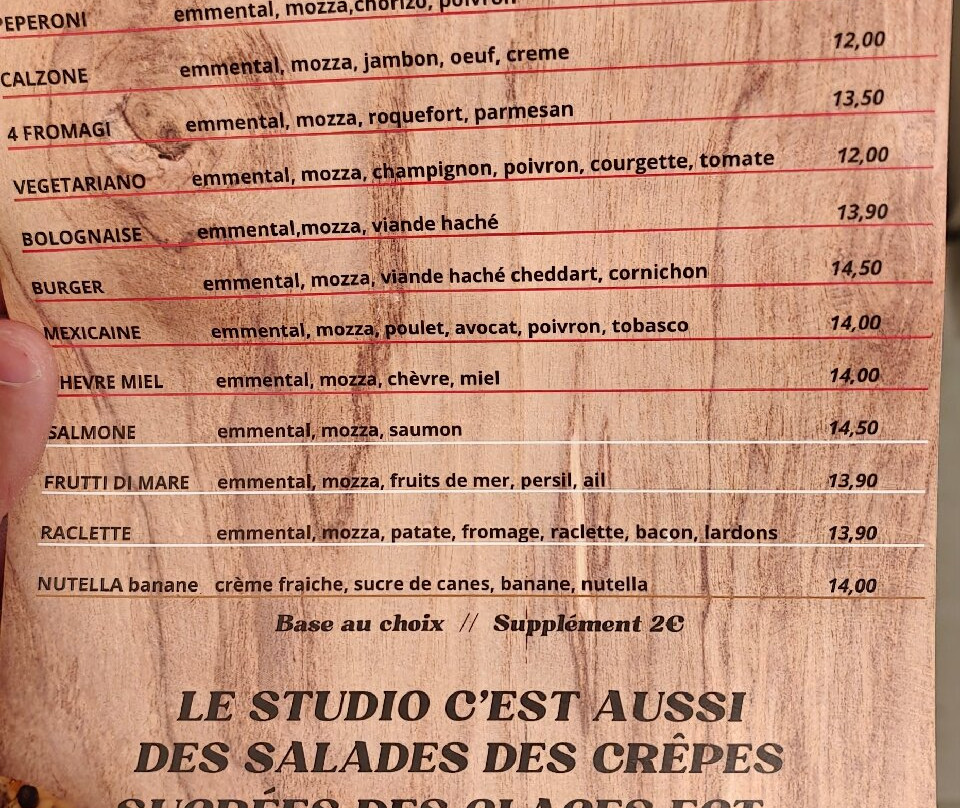 PEPERONI emmental, mozza,chorizo, poivron
CALZONE emmental, mozza, jambon, oeuf, creme 12,00
4 FROMAGI emmental, mozza, roquefort, parmesan 13,50
VEGETARIANO emmental, mozza, champignon, poivron, courgette, tomate 12,00
BOLOGNAISE emmental,mozza, viande haché 13,90
BURGER emmental, mozza, viande haché cheddart, cornichon 14,50
MEXICAINE emmental, mozza, poulet, avocat, poivron, tobasco 14,00
HEVRE MIEL emmental, mozza, chèvre, miel 14,00
SALMONE emmental, mozza, saumon 14,50
FRUTTI DI MARE emmental, mozza, fruits de mer, persil, ail 13,90
RACLETTE emmental, mozza, patate, fromage, raclette, bacon, lardons 13,90
NUTELLA banane crème fraiche, sucre de canes, banane, nutella 14,00
Base au choix // Supplément 2€
LE STUDIO C'EST AUSSI
DES SALADES DES CRÊPES
SUCRÉES DES GLACES EST